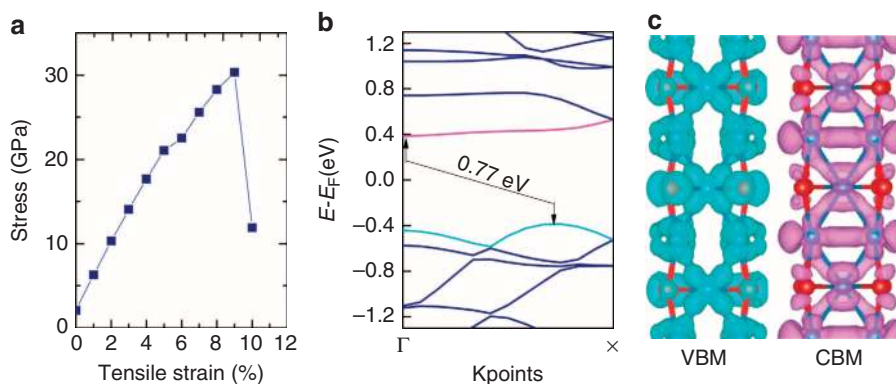 a
Stress (GPa)
30
20
10
0
0 2 4 6 8 10 12
Tensile strain (%)
b
E-E_F(eV)
1.2
0.8
0.4
0.0
−0.4
−0.8
−1.2
0.77 eV
Γ ×
Kpoints
c
VBM CBM